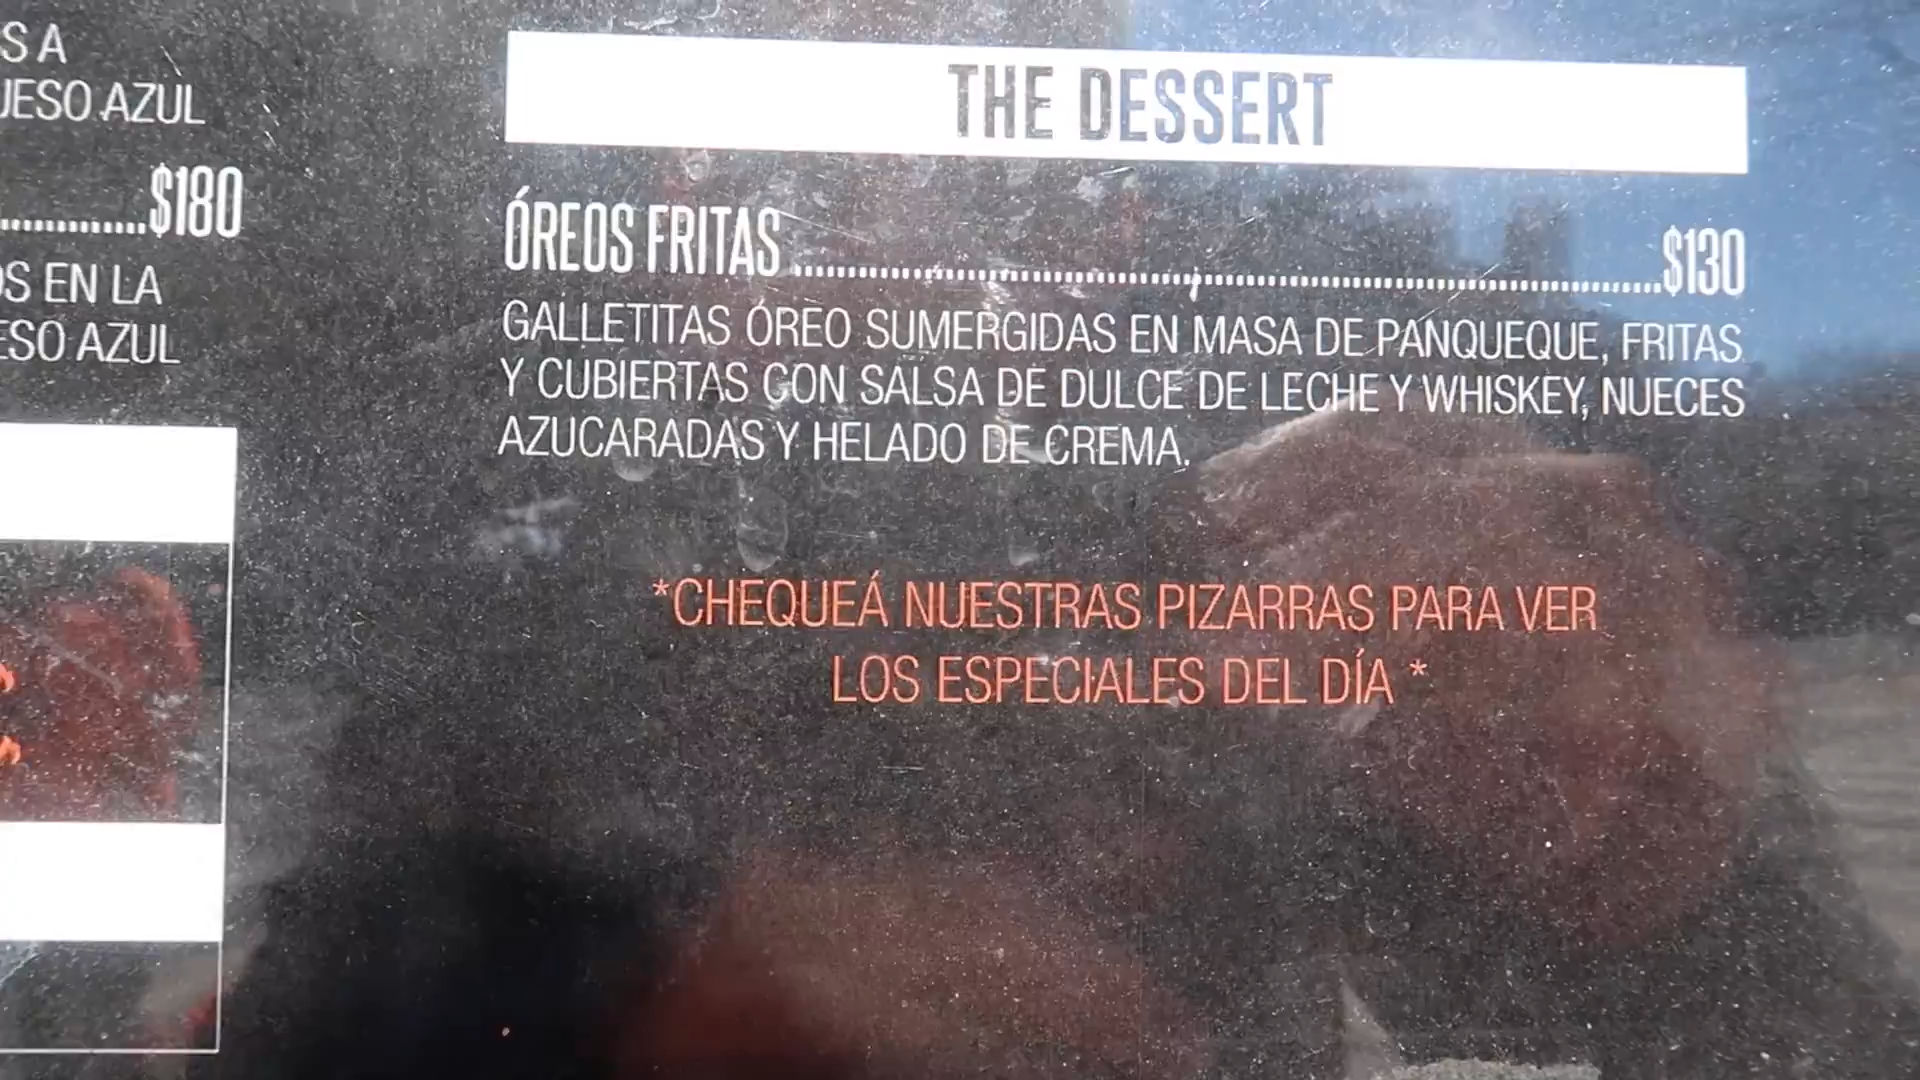 S A
UESO AZUL
$180
OS EN LA
ESO AZUL
THE DESSERT
ÓREOS FRITAS $130
GALLETITAS ÓREO SUMERGIDAS EN MASA DE PANQUEQUE, FRITAS
Y CUBIERTAS CON SALSA DE DULCE DE LECHE Y WHISKEY, NUECES
AZUCARADAS Y HELADO DE CREMA.
*CHEQUEÁ NUESTRAS PIZARRAS PARA VER
LOS ESPECIALES DEL DÍA *